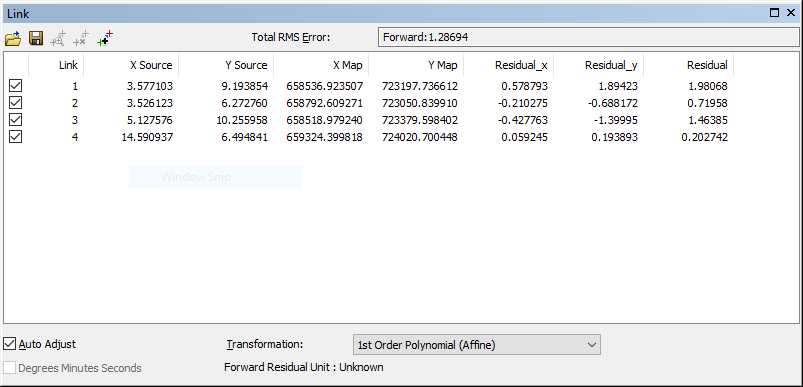 Link
Total RMS Error: Forward:1.28694
Link X Source Y Source X Map Y Map Residual_x Residual_y Residual
1 3.577103 9.193854 658536.923507 723197.736612 0.578793 1.89423 1.98068
2 3.526123 6.272760 658792.609271 723050.839910 -0.210275 -0.688172 0.71958
3 5.127576 10.255958 658518.979240 723379.598402 -0.427763 -1.39995 1.46385
4 14.590937 6.494841 659324.399818 724020.700448 0.059245 0.193893 0.202742
Window Snip
Auto Adjust Transformation: 1st Order Polynomial (Affine)
Degrees Minutes Seconds Forward Residual Unit : Unknown